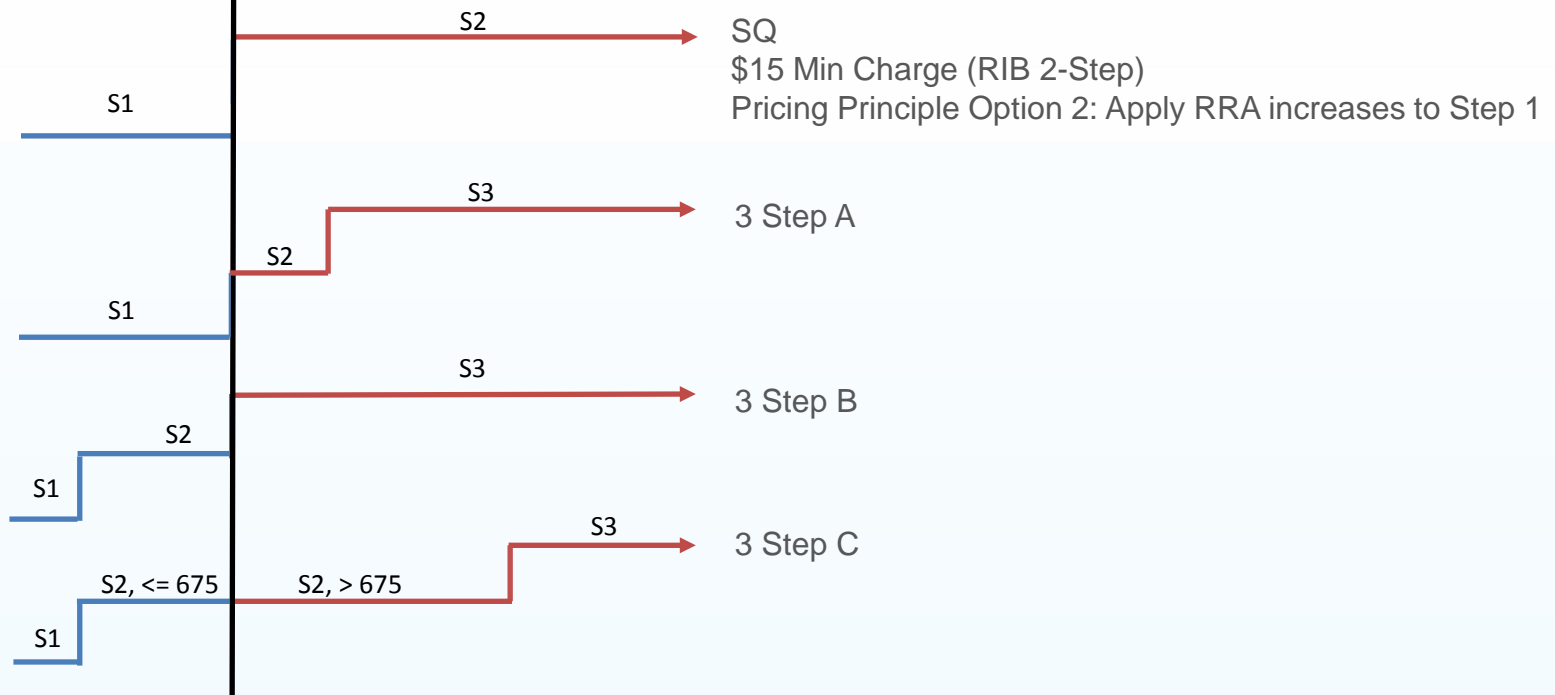 S2
SQ
$15 Min Charge (RIB 2-Step)
S1
Pricing Principle Option 2: Apply RRA increases to Step 1
S3
3 Step A
S2
S1
S3
3 Step B
S2
S1
S3
3 Step C
S2, <= 675
S2, > 675
S1